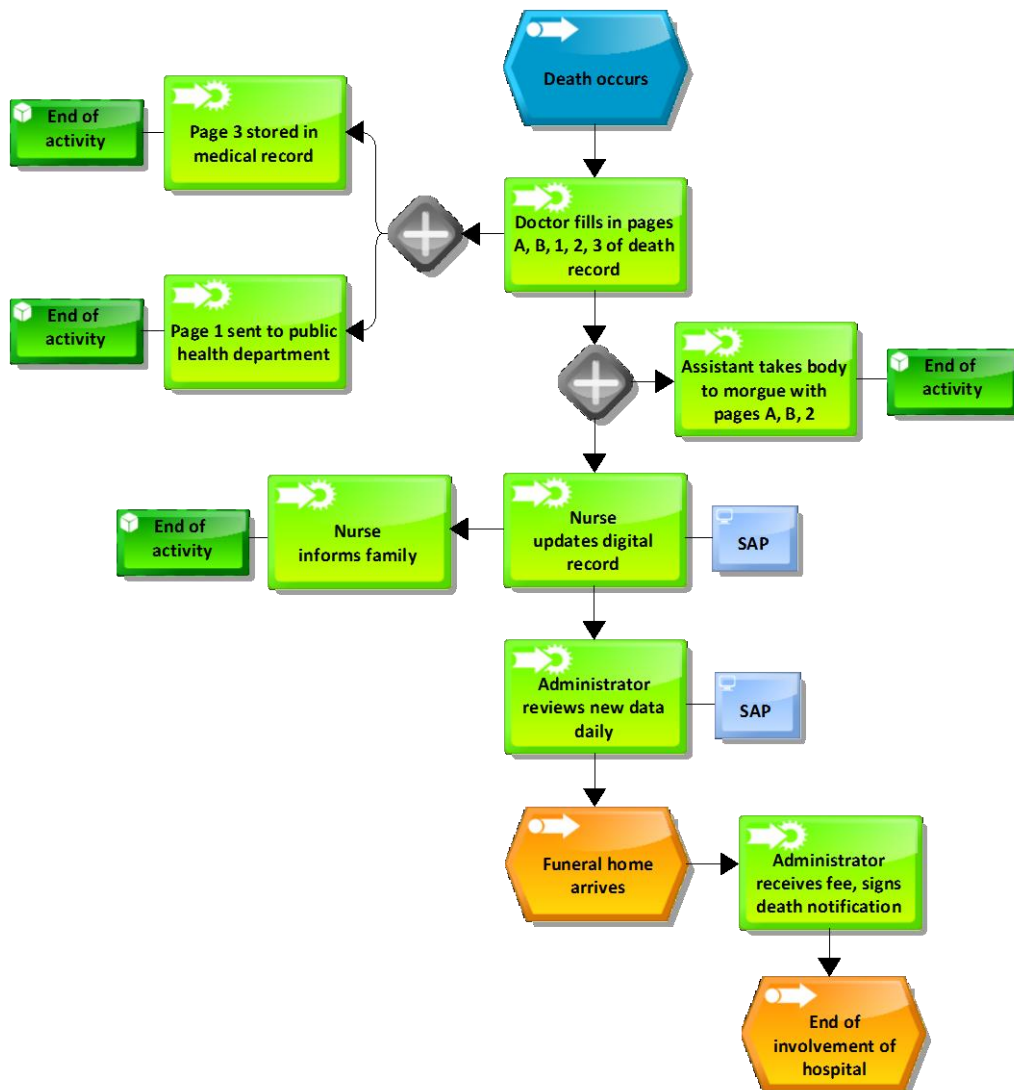 Death occurs
End of
activity
Page 3 stored in
medical record
Doctor fills in pages
A, B, 1, 2, 3 of death
record
End of
activity
Page 1 sent to public
health department
Assistant takes body
to morgue with
pages A, B, 2
End of
activity
End of
activity
Nurse
informs family
Nurse
updates digital
record
SAP
Administrator
reviews new data
daily
SAP
Funeral home
arrives
Administrator
receives fee, signs
death notification
End of
involvement of
hospital